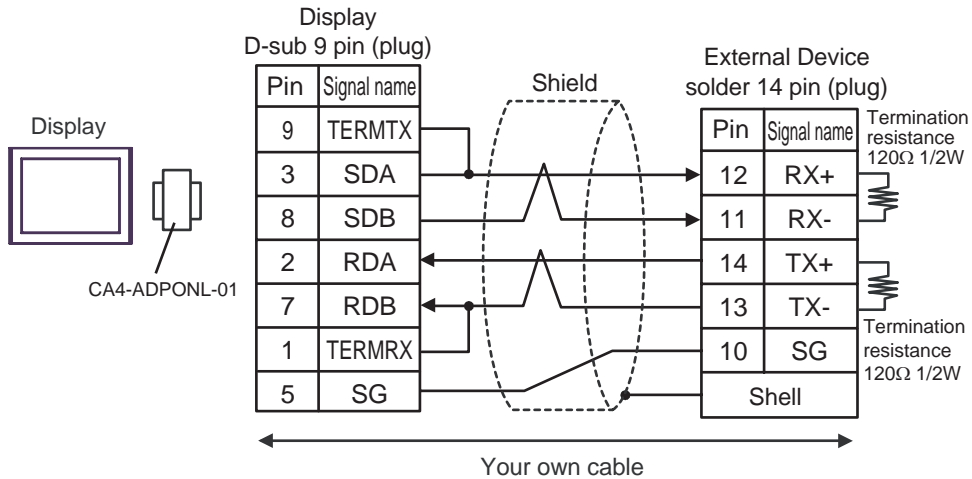 Display
D-sub 9 pin (plug)
Pin Signal name
9 TERMTX
3 SDA
8 SDB
2 RDA
7 RDB
1 TERMRX
5 SG
Display
CA4-ADPONL-01
Shield
External Device
solder 14 pin (plug)
Pin Signal name
12 RX+
11 RX-
14 TX+
13 TX-
10 SG
Shell
Termination
resistance
120Ω 1/2W
Termination
resistance
120Ω 1/2W
Your own cable